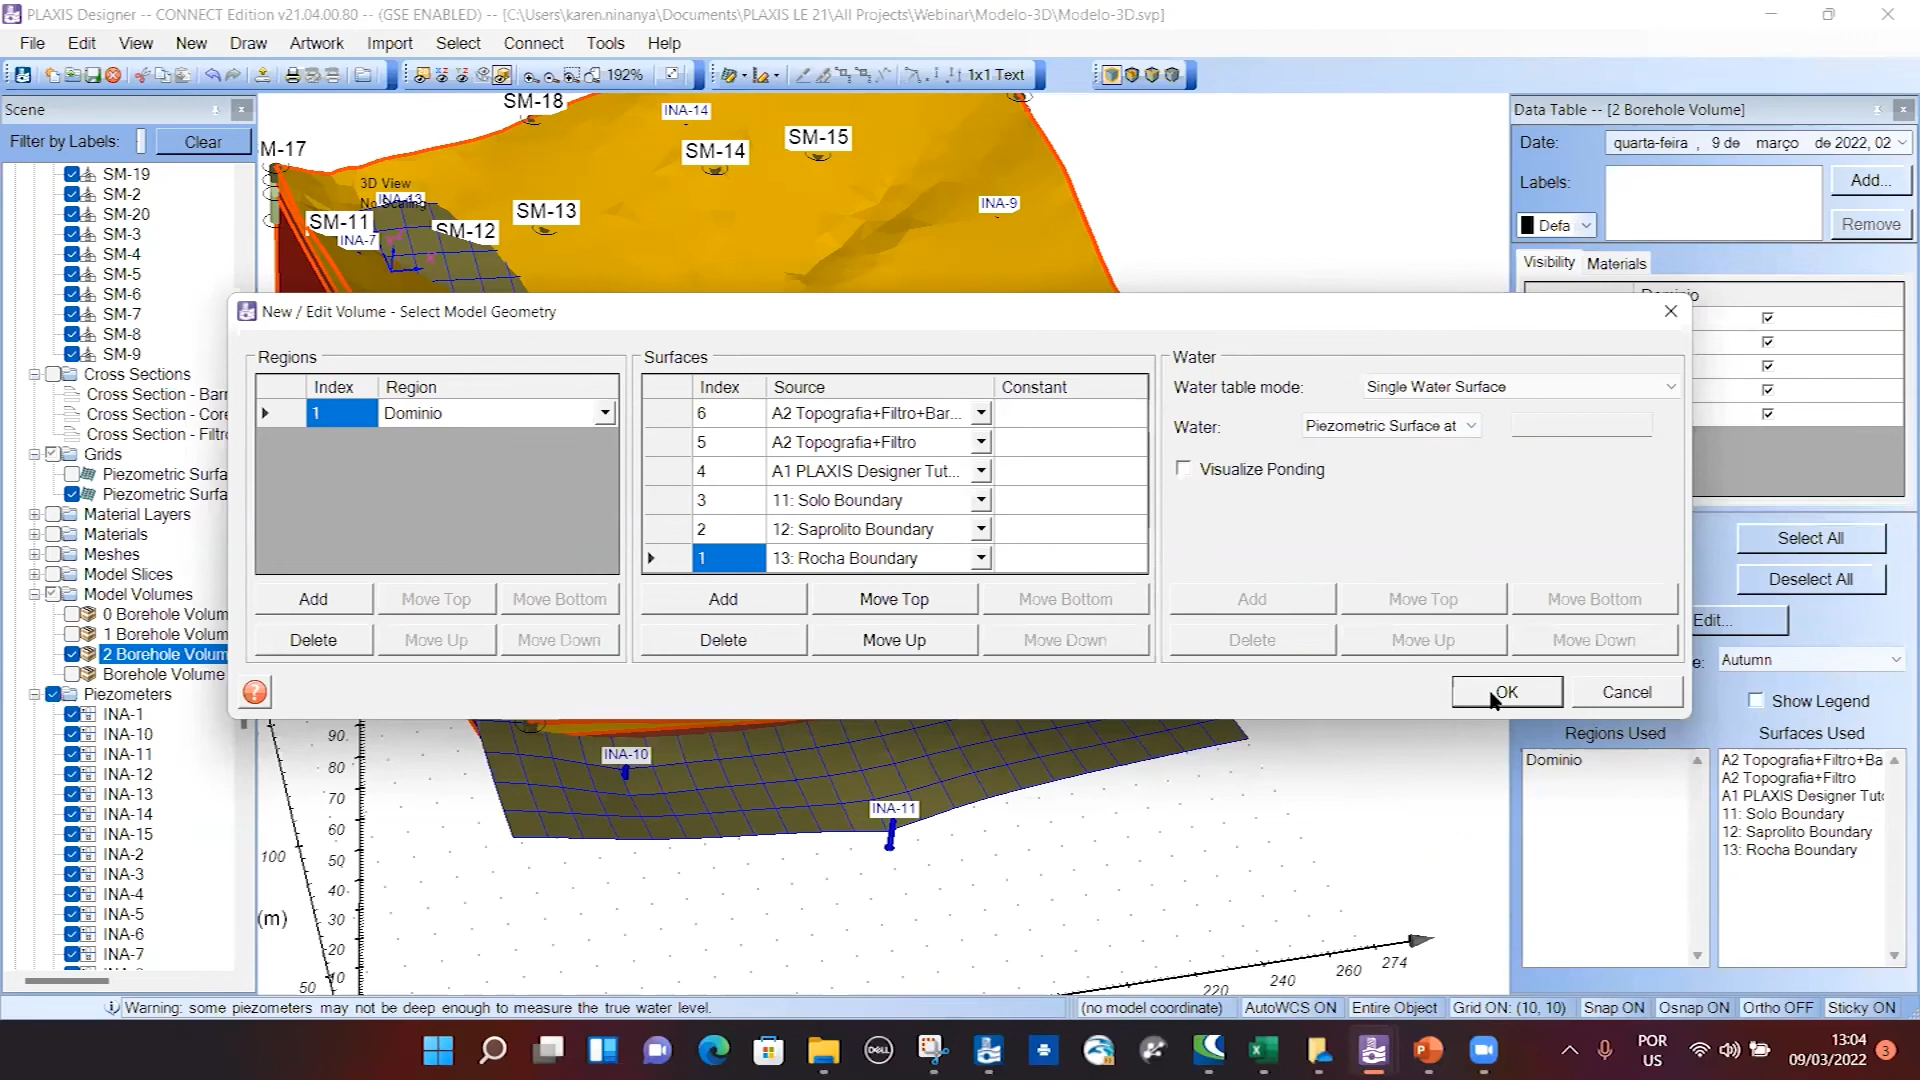 PLAXIS Designer -- CONNECT Edition v21.04.00.80 -- (GSE ENABLED) -- [C:\Users\karen.ninanya\Documents\PLAXIS LE 21\All Projects\Webinar\Modelo-3D\Modelo-3D.svp]
File Edit View New Draw Artwork Import Select Connect Tools Help
192% 1x1 Text
Scene
Filter by Labels: Clear
SM-19
SM-2
SM-20
SM-3
SM-4
SM-5
SM-6
SM-7
SM-8
SM-9
Cross Sections
Cross Section - Barr
Cross Section - Core
Cross Section - Filtr
Grids
Piezometric Surfa
Piezometric Surfa
Material Layers
Materials
Meshes
Model Slices
Model Volumes
0 Borehole Volum
1 Borehole Volum
2 Borehole Volum
Borehole Volume
Piezometers
INA-1
INA-10
INA-11
INA-12
INA-13
INA-14
INA-15
INA-2
INA-3
INA-4
INA-5
INA-6
INA-7
SM-18
INA-14
SM-15
M-17
SM-14
3D View
No Scaling
INA-13
INA-9
SM-13
SM-11
SM-12
INA-7
New / Edit Volume - Select Model Geometry
Regions
Index Region
1 Dominio
Add Move Top Move Bottom
Delete Move Up Move Down
Surfaces
Index Source Constant
6 A2 Topografia+Filtro+Bar...
5 A2 Topografia+Filtro
4 A1 PLAXIS Designer Tut...
3 11: Solo Boundary
2 12: Saprolito Boundary
1 13: Rocha Boundary
Add Move Top Move Bottom
Delete Move Up Move Down
Water
Water table mode: Single Water Surface
Water: Piezometric Surface at
Visualize Ponding
Add Move Top Move Bottom
Delete Move Up Move Down
? OK Cancel
INA-10
INA-11
90
80
70
60
50
40
30
20
10
100
50
(m)
220
240
260
274
Data Table -- [2 Borehole Volume]
Date: quarta-feira , 9 de março de 2022, 02
Labels: Add...
Defa Remove
Visibility Materials
Dominio
Select All
Deselect All
Edit...
e: Autumn
Show Legend
Regions Used Surfaces Used
Dominio
A2 Topografia+Filtro+Ba
A2 Topografia+Filtro
A1 PLAXIS Designer Tuto
11: Solo Boundary
12: Saprolito Boundary
13: Rocha Boundary
Warning: some piezometers may not be deep enough to measure the true water level.
(no model coordinate) AutoWCS ON Entire Object Grid ON: (10, 10) Snap ON Osnap ON Ortho OFF Sticky ON
DELL
POR
US
13:04
09/03/2022
3